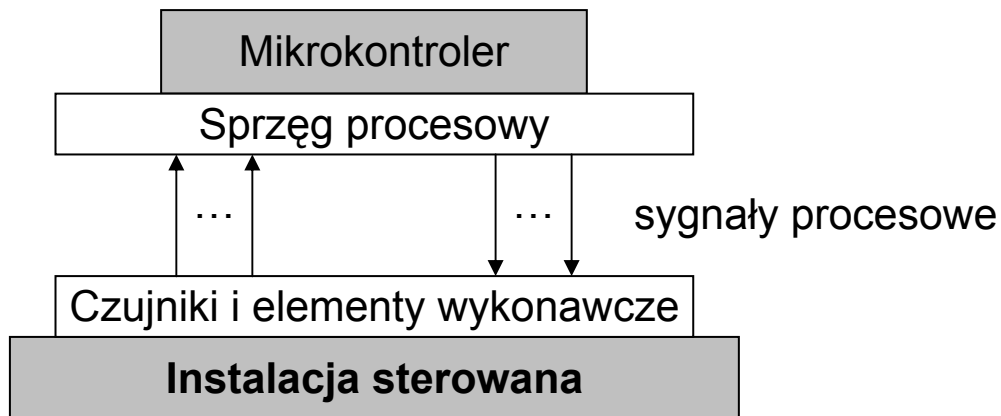 Mikrokontroler
Sprzęg procesowy
... ...
sygnały procesowe
Czujniki i elementy wykonawcze
Instalacja sterowana